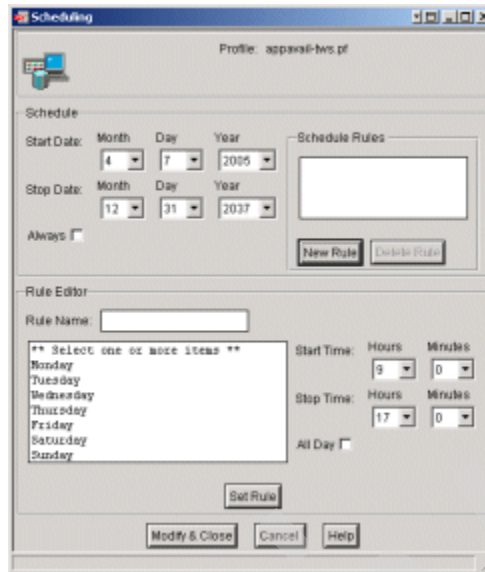 Scheduling
Profile: appavail-tws.pf
Schedule
Month Day Year
Start Date: 4 7 2005
Month Day Year
Stop Date: 12 31 2037
Always
Schedule Rules
New Rule Delete Rule
Rule Editor
Rule Name:
** Select one or more items **
Monday
Tuesday
Wednesday
Thursday
Friday
Saturday
Sunday
Hours Minutes
Start Time: 9 0
Hours Minutes
Stop Time: 17 0
All Day
Set Rule
Modify & Close Cancel Help